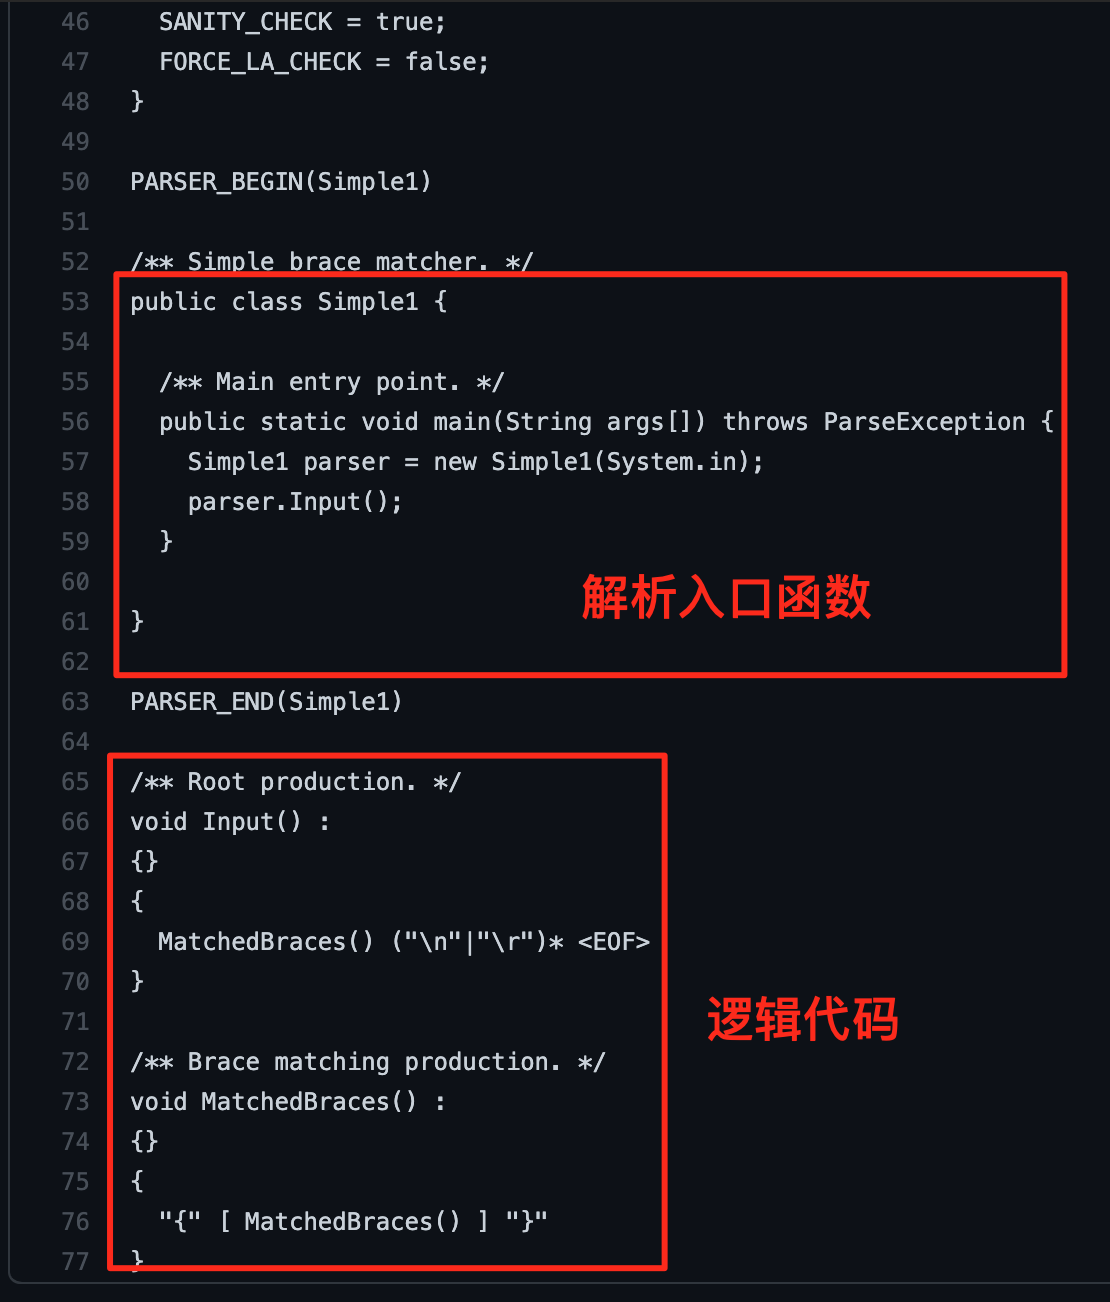 46 SANITY_CHECK = true;
47 FORCE_LA_CHECK = false;
48 }
49
50 PARSER_BEGIN(Simple1)
51
52 /** Simple brace matcher. */
53 public class Simple1 {
54
55 /** Main entry point. */
56 public static void main(String args[]) throws ParseException {
57 Simple1 parser = new Simple1(System.in);
58 parser.Input();
59 }
60
解析入口函数
61 }
62
63 PARSER_END(Simple1)
64
65 /** Root production. */
66 void Input() :
67 {}
68 {
69 MatchedBraces() ("\n"|"\r")* <EOF>
70 }
71
逻辑代码
72 /** Brace matching production. */
73 void MatchedBraces() :
74 {}
75 {
76 "{" [ MatchedBraces() ] "}"
77 }